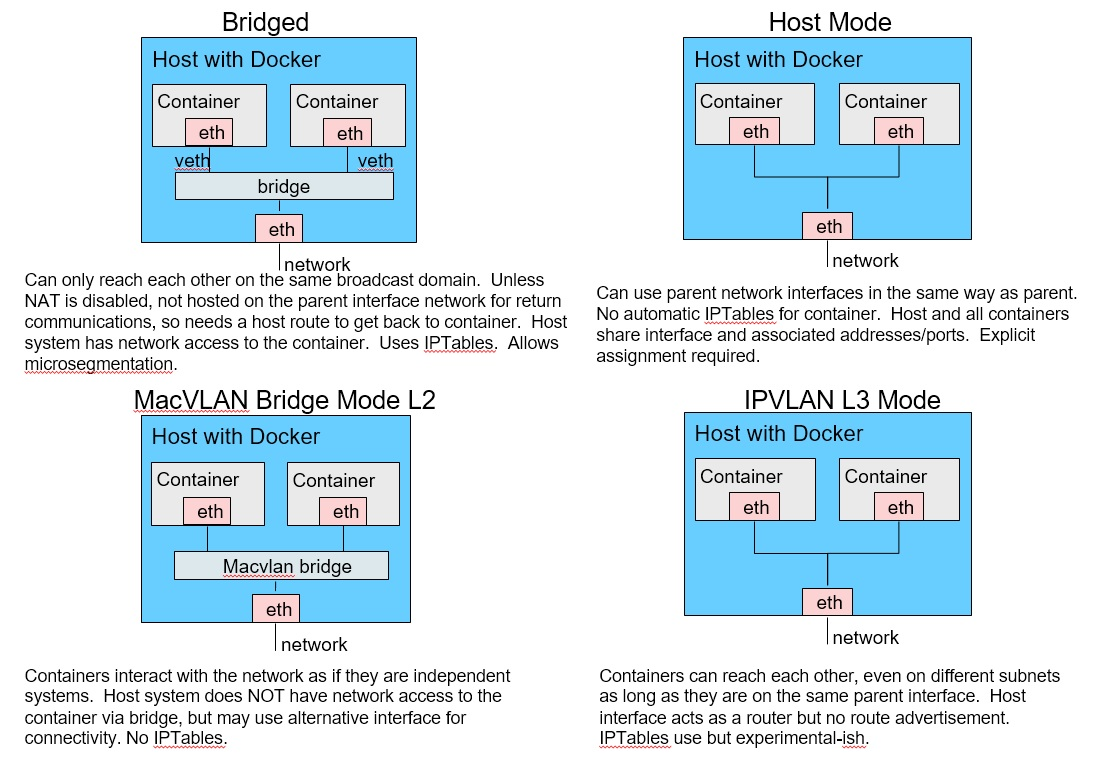 Bridged
Host with Docker
Container
Container
eth
eth
veth
veth
bridge
eth
network
Can only reach each other on the same broadcast domain.  Unless
NAT is disabled, not hosted on the parent interface network for return
communications, so needs a host route to get back to container.  Host
system has network access to the container.  Uses IPTables.  Allows
microsegmentation.
Host Mode
Host with Docker
Container
Container
eth
eth
eth
network
Can use parent network interfaces in the same way as parent.
No automatic IPTables for container.  Host and all containers
share interface and associated addresses/ports.  Explicit
assignment required.
MacVLAN Bridge Mode L2
Host with Docker
Container
Container
eth
eth
Macvlan bridge
eth
network
Containers interact with the network as if they are independent
systems.  Host system does NOT have network access to the
container via bridge, but may use alternative interface for
connectivity. No IPTables.
IPVLAN L3 Mode
Host with Docker
Container
Container
eth
eth
eth
network
Containers can reach each other, even on different subnets
as long as they are on the same parent interface.  Host
interface acts as a router but no route advertisement.
IPTables use but experimental-ish.